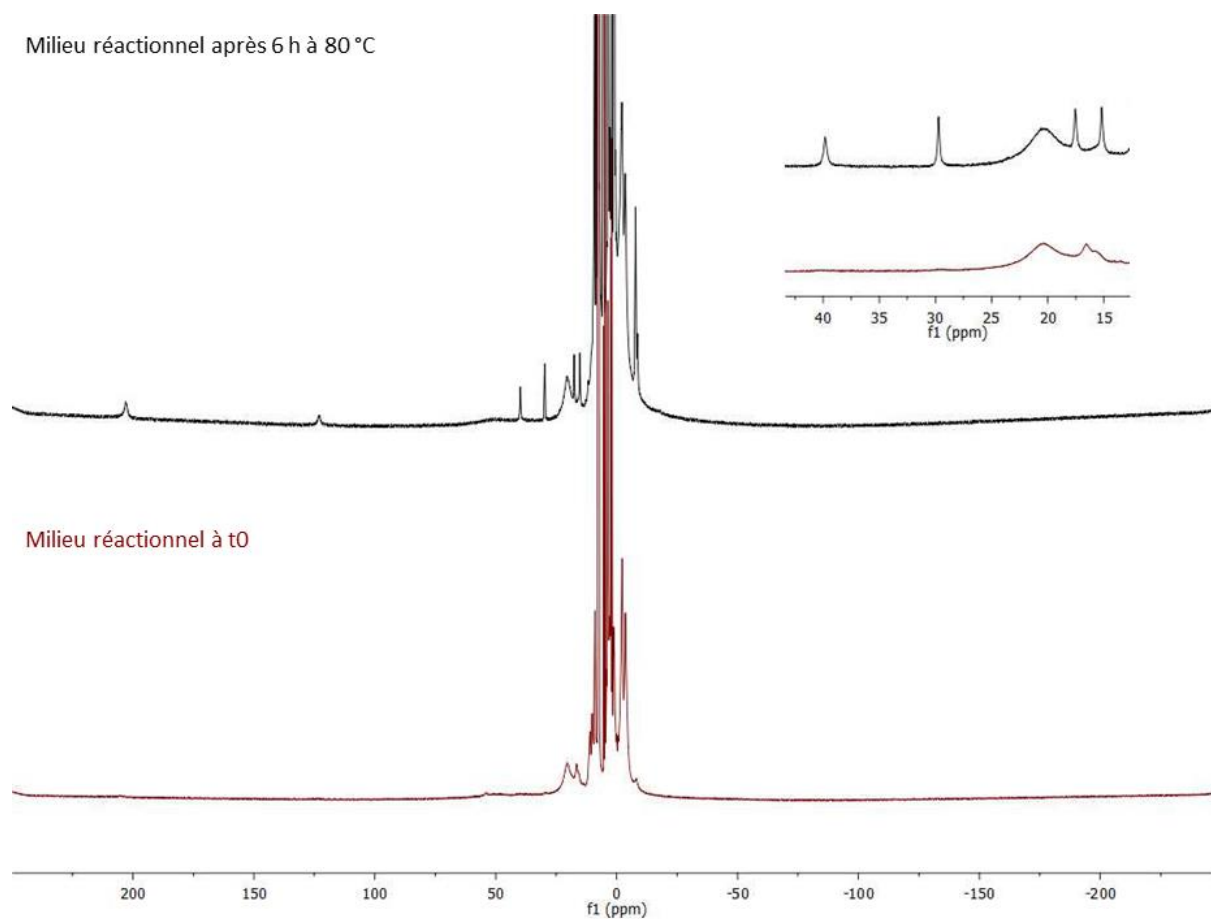 Milieu réactionnel après 6 h à 80 °C
40 35 30 25 20 15
f1 (ppm)
Milieu réactionnel à t0
200 150 100 50 0 -50 -100 -150 -200
f1 (ppm)